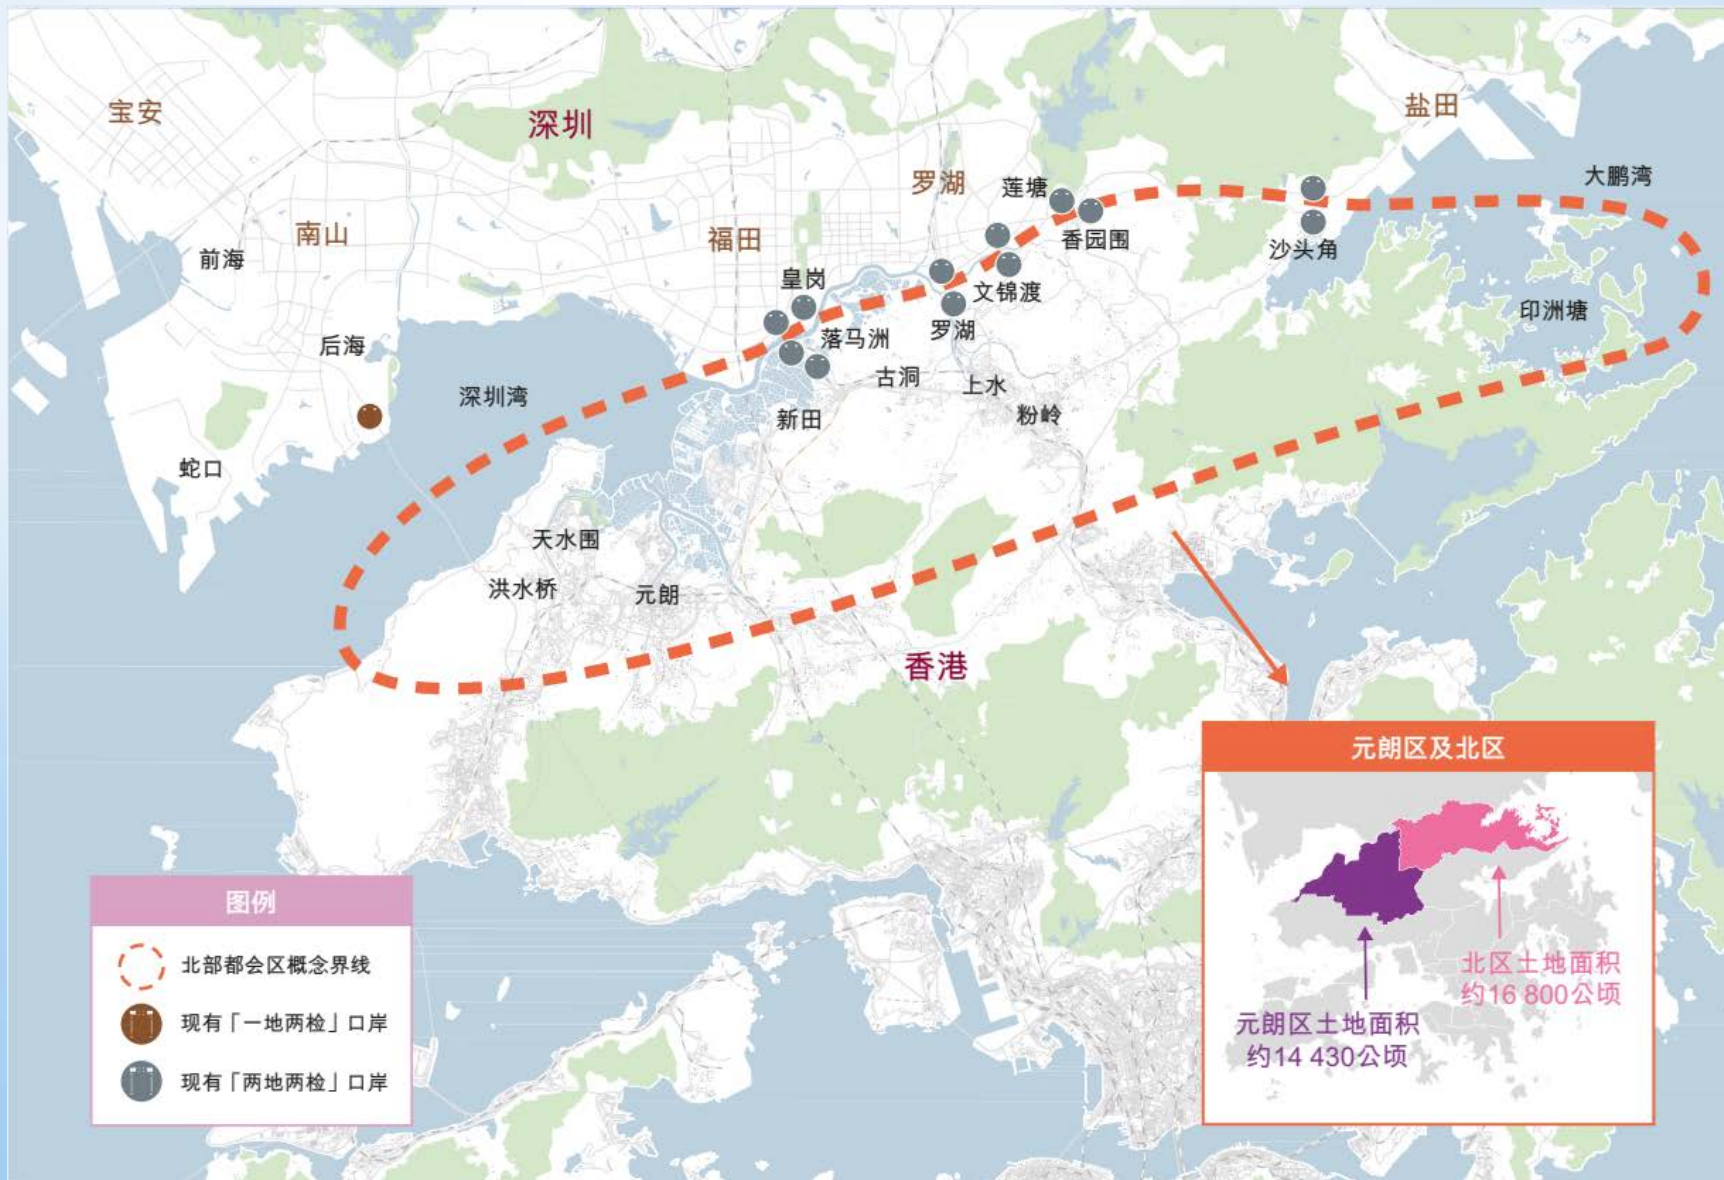 宝安
深圳
盐田
大鹏湾
罗湖
莲塘
南山
福田
香园围
沙头角
前海
皇岗
文锦渡
印洲塘
后海
落马洲
罗湖
深圳湾
古洞
上水
新田
粉岭
蛇口
天水围
洪水桥
元朗
香港
元朗区及北区
北区土地面积
约16 800公顷
元朗区土地面积
约14 430公顷
图例
北部都会区概念界线
现有「一地两检」口岸
现有「两地两检」口岸